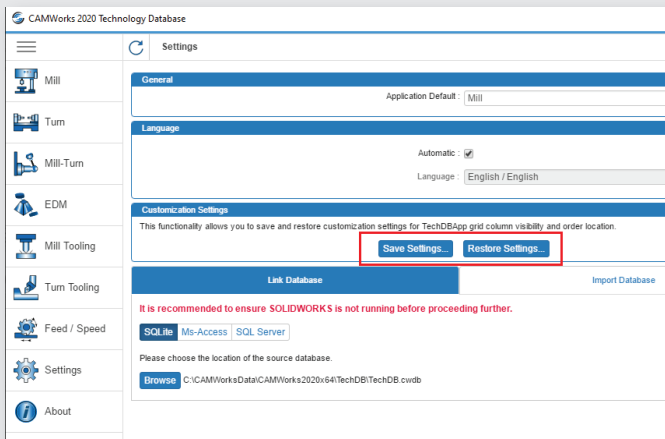 CAMWorks 2020 Technology Database
Settings
Mill
Turn
Mill-Turn
EDM
Mill Tooling
Turn Tooling
Feed / Speed
Settings
About
General
Application Default : Mill
Language
Automatic :
Language : English / English
Customization Settings
This functionality allows you to save and restore customization settings for TechDBApp grid column visibility and order location.
Save Settings... Restore Settings...
Link Database Import Database
It is recommended to ensure SOLIDWORKS is not running before proceeding further.
SQLite Ms-Access SQL Server
Please choose the location of the source database.
Browse C:\CAMWorksData\CAMWorks2020x64\TechDB\TechDB.cwdb